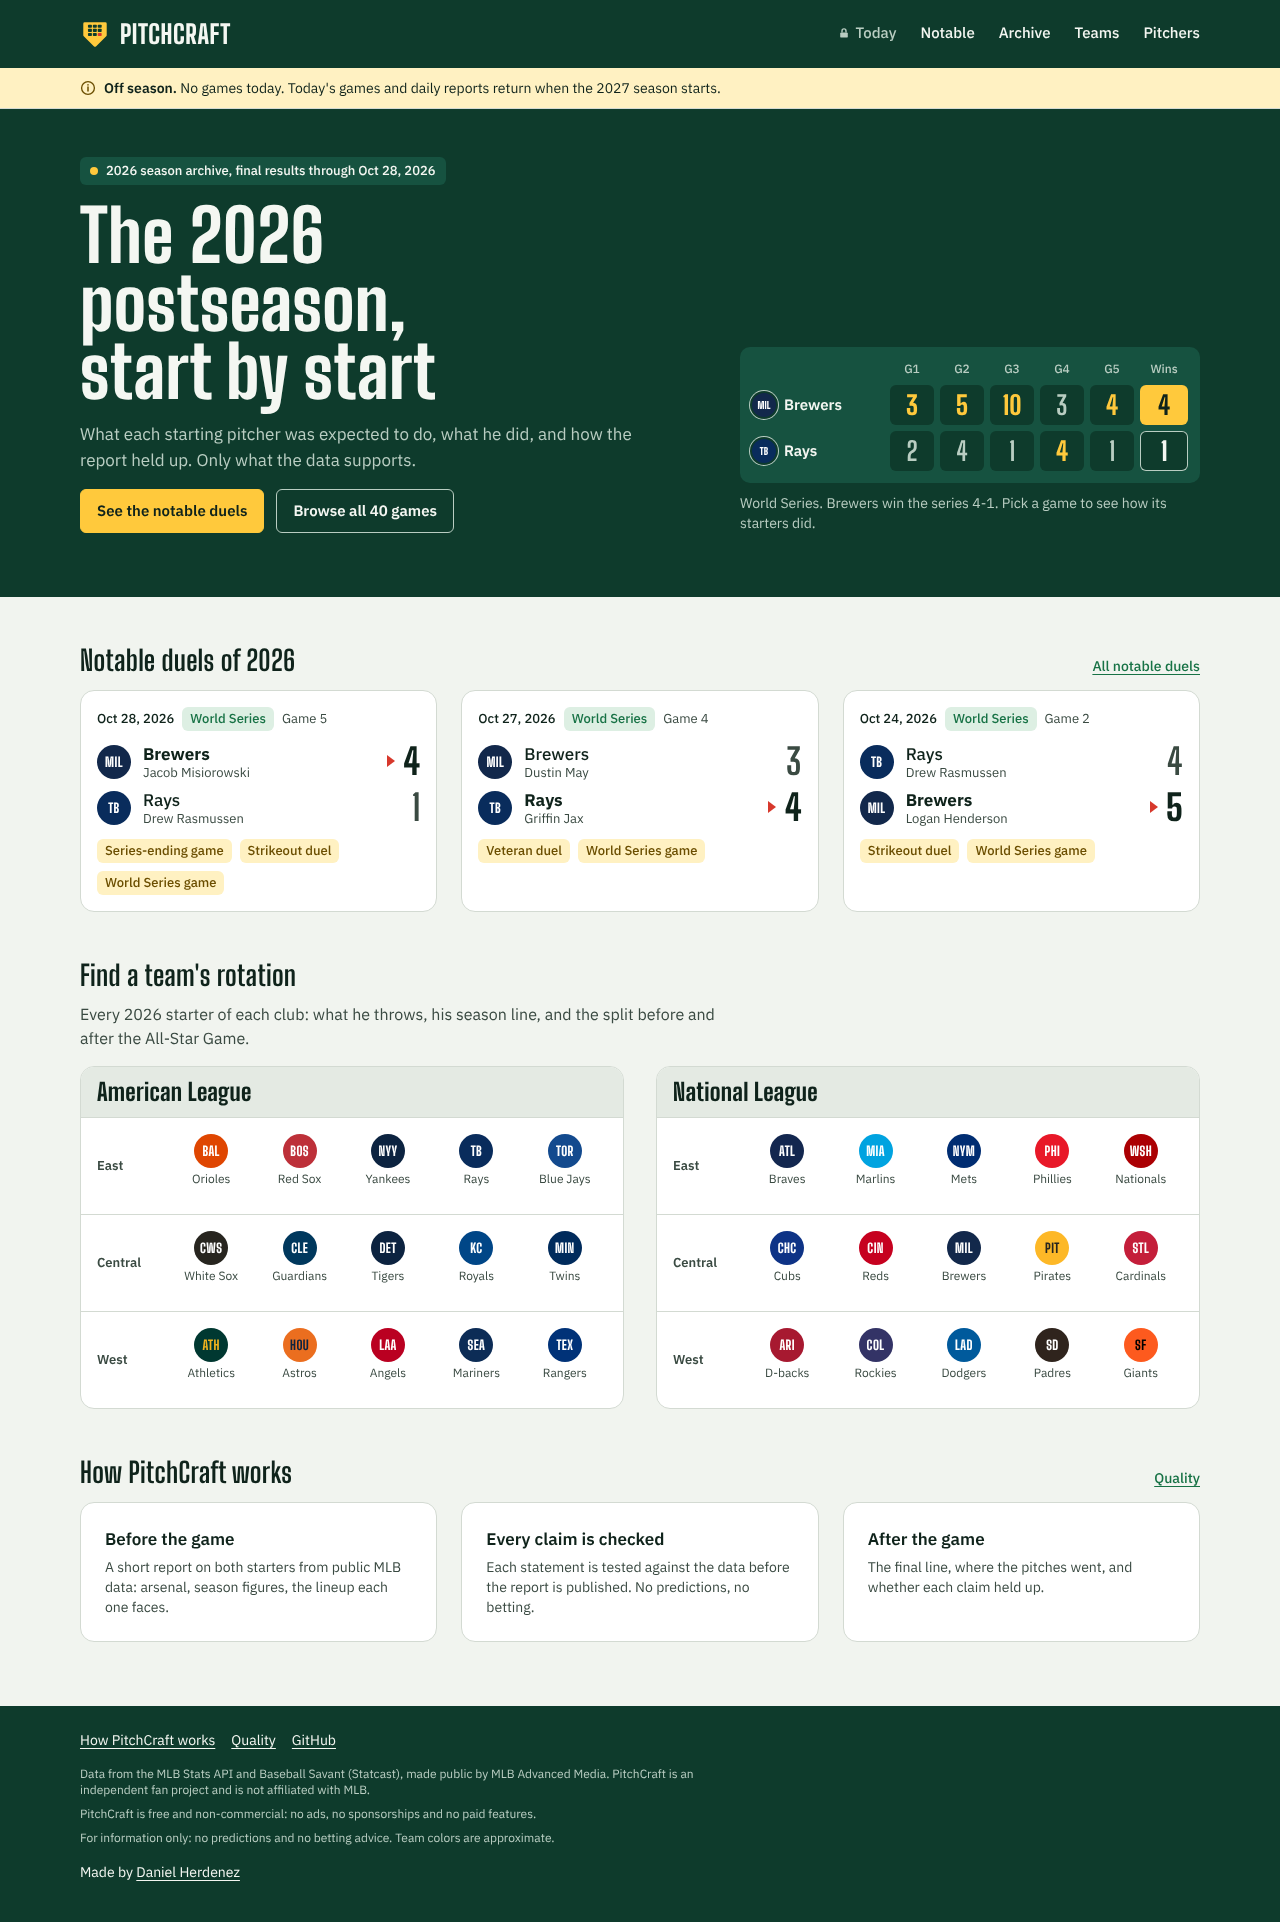 PITCHCRAFT
Today Notable Archive Teams Pitchers
Off season. No games today. Today's games and daily reports return when the 2027 season starts.
2026 season archive, final results through Oct 28, 2026
The 2026
postseason,
start by start
What each starting pitcher was expected to do, what he did, and how the
report held up. Only what the data supports.
See the notable duels Browse all 40 games
G1 G2 G3 G4 G5 Wins
MIL Brewers 3 5 10 3 4 4
TB Rays 2 4 1 4 1 1
World Series. Brewers win the series 4-1. Pick a game to see how its
starters did.
Notable duels of 2026
All notable duels
Oct 28, 2026 World Series Game 5
MIL Brewers 4
Jacob Misiorowski
TB Rays 1
Drew Rasmussen
Series-ending game Strikeout duel
World Series game
Oct 27, 2026 World Series Game 4
MIL Brewers 3
Dustin May
TB Rays 4
Griffin Jax
Veteran duel World Series game
Oct 24, 2026 World Series Game 2
TB Rays 4
Drew Rasmussen
MIL Brewers 5
Logan Henderson
Strikeout duel World Series game
Find a team's rotation
Every 2026 starter of each club: what he throws, his season line, and the split before and
after the All-Star Game.
American League
East
BAL BOS NYY TB TOR
Orioles Red Sox Yankees Rays Blue Jays
Central
CWS CLE DET KC MIN
White Sox Guardians Tigers Royals Twins
West
ATH HOU LAA SEA TEX
Athletics Astros Angels Mariners Rangers
National League
East
ATL MIA NYM PHI WSH
Braves Marlins Mets Phillies Nationals
Central
CHC CIN MIL PIT STL
Cubs Reds Brewers Pirates Cardinals
West
ARI COL LAD SD SF
D-backs Rockies Dodgers Padres Giants
How PitchCraft works
Quality
Before the game
A short report on both starters from public MLB
data: arsenal, season figures, the lineup each
one faces.
Every claim is checked
Each statement is tested against the data before
the report is published. No predictions, no
betting.
After the game
The final line, where the pitches went, and
whether each claim held up.
How PitchCraft works Quality GitHub
Data from the MLB Stats API and Baseball Savant (Statcast), made public by MLB Advanced Media. PitchCraft is an
independent fan project and is not affiliated with MLB.
PitchCraft is free and non-commercial: no ads, no sponsorships and no paid features.
For information only: no predictions and no betting advice. Team colors are approximate.
Made by Daniel Herdenez